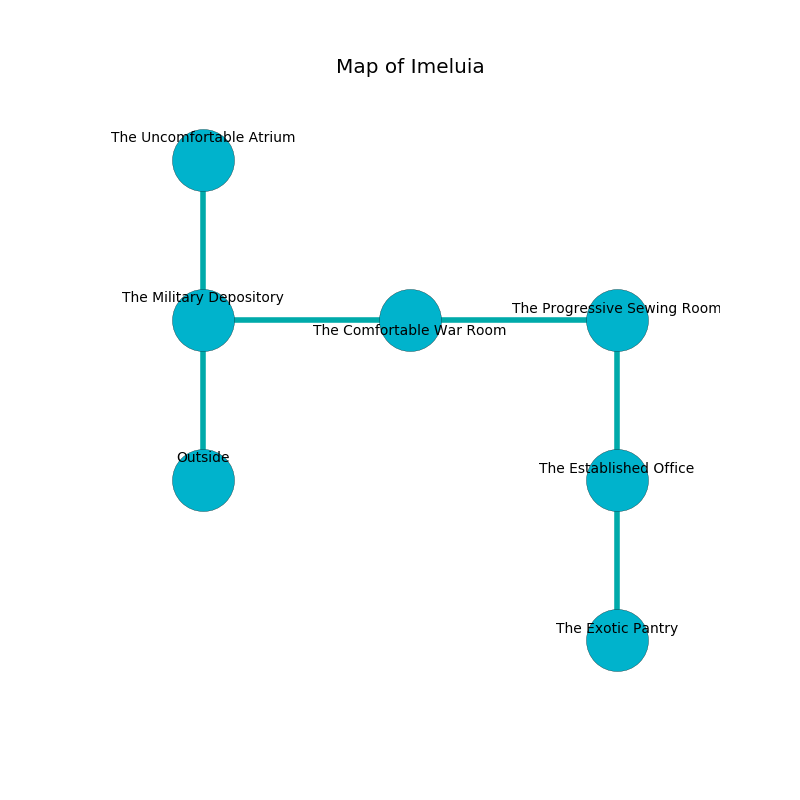 Map of Imeluia
The Uncomfortable Atrium
The Military Depository
The Progressive Sewing Room
The Comfortable War Room
Outside
The Established Office
The Exotic Pantry